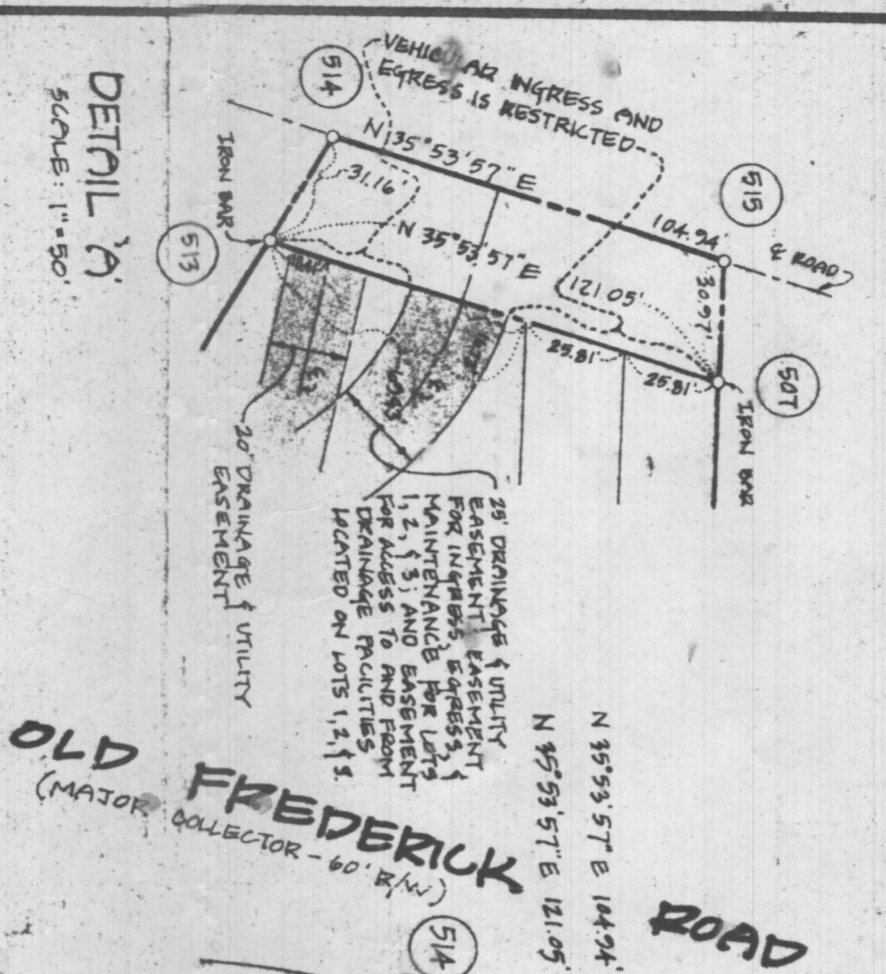 DETAIL 'A'
SCALE: 1"=50'
514
VEHICULAR INGRESS AND
EGRESS IS RESTRICTED
515
N 35°53'57" E
104.94
℄ ROAD
IRON BAR
31.16'
N 35°53'57" E
121.05'
30.97'
513
25.81'
25.81'
507
IRON BAR
20' DRAINAGE & UTILITY
EASEMENT
25' DRAINAGE & UTILITY
EASEMENT, EASEMENT
FOR INGRESS, EGRESS, &
MAINTENANCE FOR LOTS
1, 2, & 3; AND EASEMENT
FOR ACCESS TO AND FROM
DRAINAGE FACILITIES
LOCATED ON LOTS 1, 2, & 3.
N 35°53'57" E 104.94'
N 35°53'57" E 121.05'
OLD FREDERICK ROAD
(MAJOR COLLECTOR - 60' R/W)
514